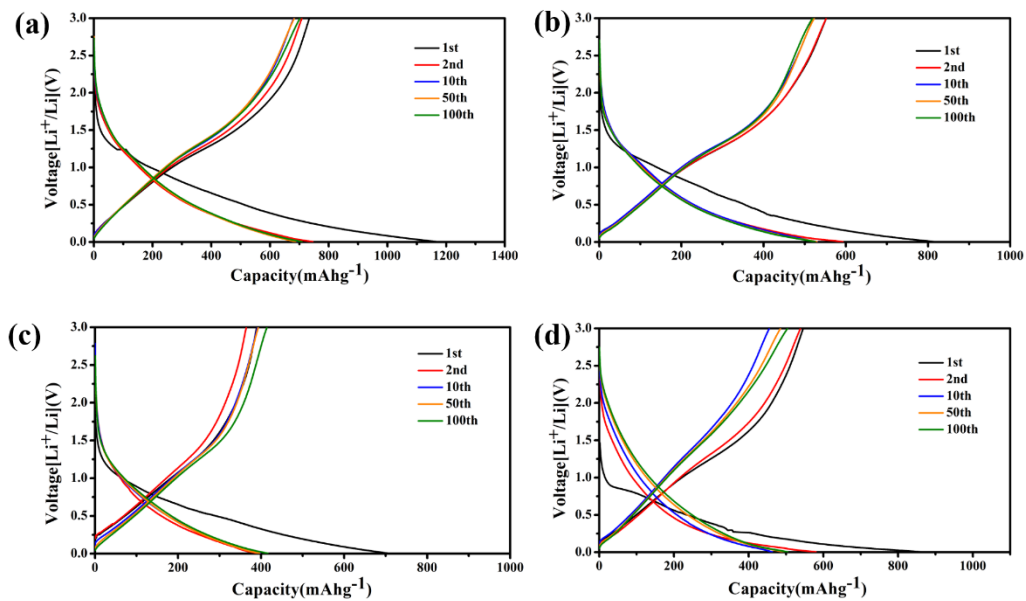 (a)
Voltage[Li⁺/Li](V)
3.0
2.5
2.0
1.5
1.0
0.5
0.0
1st
2nd
10th
50th
100th
0 200 400 600 800 1000 1200 1400
Capacity(mAhg⁻¹)
(b)
Voltage[Li⁺/Li](V)
3.0
2.5
2.0
1.5
1.0
0.5
0.0
1st
2nd
10th
50th
100th
0 200 400 600 800 1000
Capacity(mAhg⁻¹)
(c)
Voltage[Li⁺/Li](V)
3.0
2.5
2.0
1.5
1.0
0.5
0.0
1st
2nd
10th
50th
100th
0 200 400 600 800 1000
Capacity(mAhg⁻¹)
(d)
Voltage[Li⁺/Li](V)
3.0
2.5
2.0
1.5
1.0
0.5
0.0
1st
2nd
10th
50th
100th
0 200 400 600 800 1000
Capacity(mAhg⁻¹)